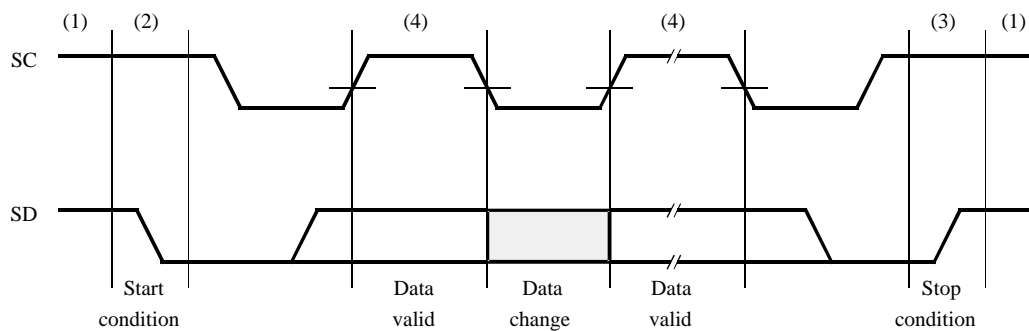 (1) (2) (4) (4) (3) (1)
SC
SD
Start condition
Data valid
Data change
Data valid
Stop condition